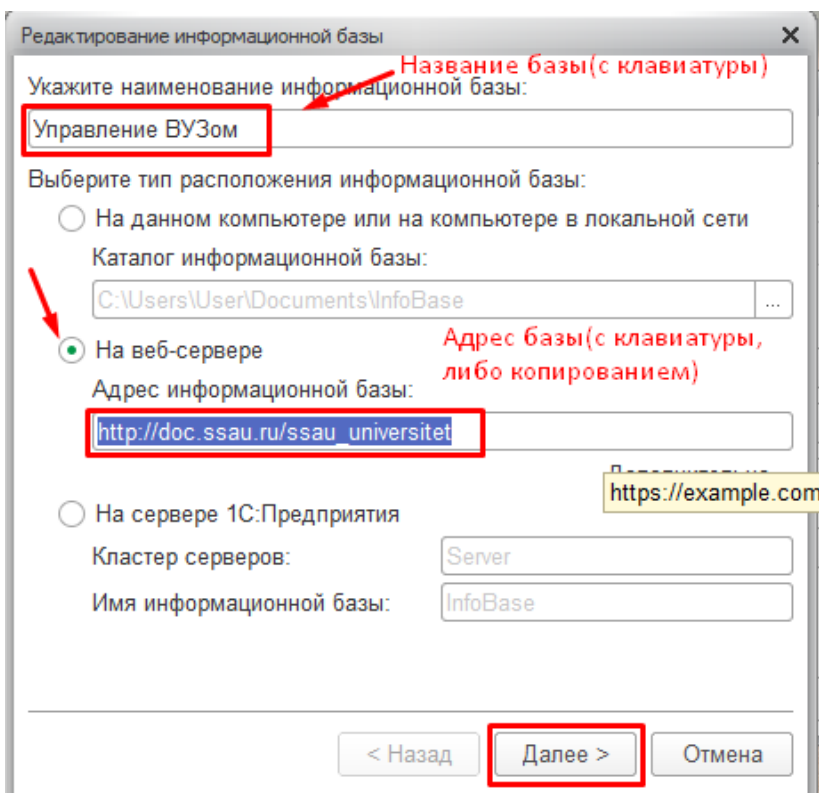 Редактирование информационной базы
Название базы(с клавиатуры)
Укажите наименование информационной базы:
Управление ВУЗом
Выберите тип расположения информационной базы:
На данном компьютере или на компьютере в локальной сети
Каталог информационной базы:
C:\Users\User\Documents\InfoBase
...
На веб-сервере
Адрес базы(с клавиатуры,
либо копированием)
Адрес информационной базы:
http://doc.ssau.ru/ssau_universitet
https://example.com
На сервере 1С:Предприятия
Кластер серверов:
Server
Имя информационной базы:
InfoBase
< Назад
Далее >
Отмена